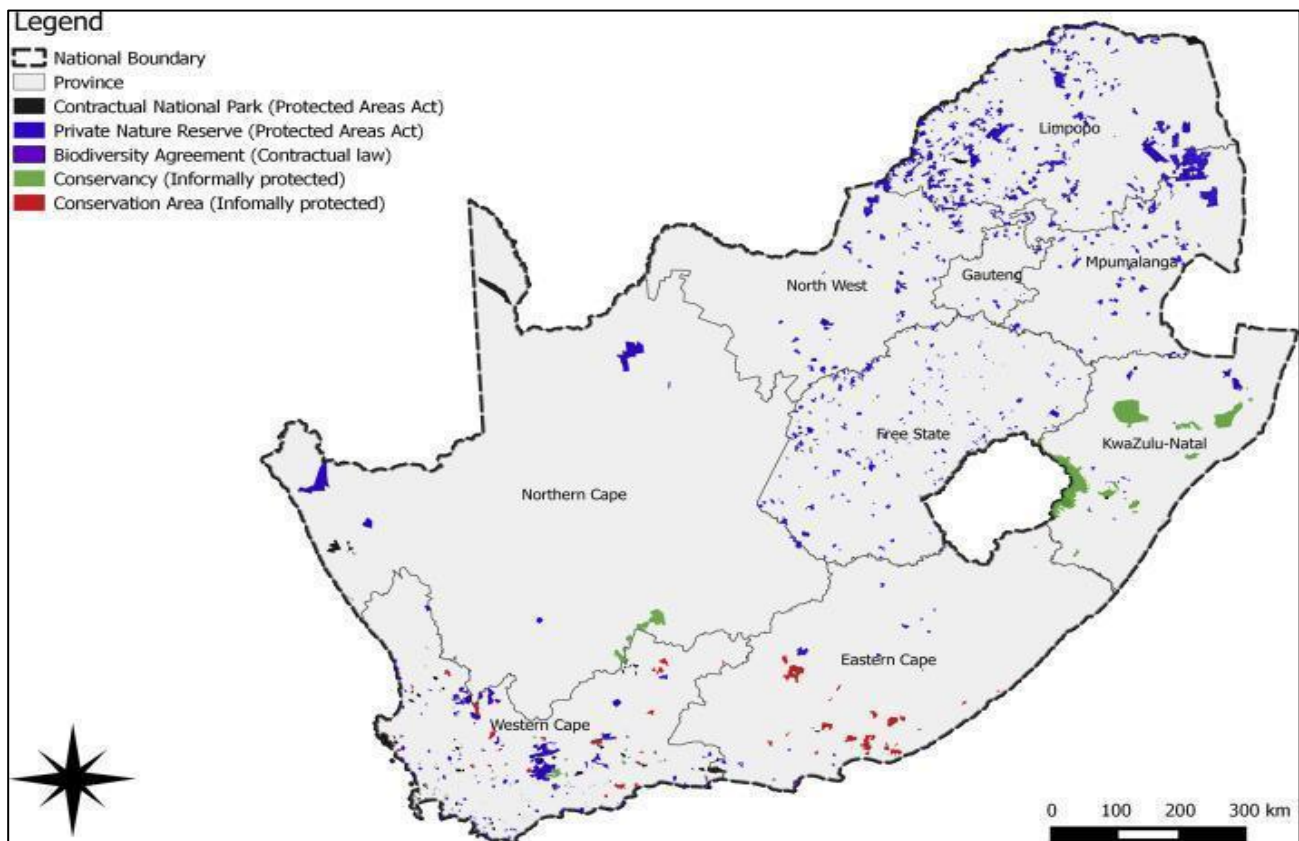 Legend
National Boundary
Province
Contractual National Park (Protected Areas Act)
Private Nature Reserve (Protected Areas Act)
Biodiversity Agreement (Contractual law)
Conservancy (Informally protected)
Conservation Area (Infomally protected)
Limpopo
Mpumalanga
Gauteng
North West
Free State
KwaZulu-Natal
Northern Cape
Eastern Cape
Western Cape
0 100 200 300 km